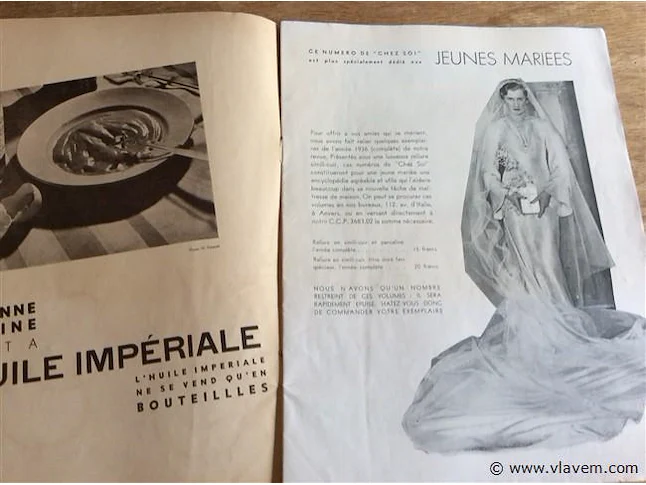 NNE
INE
TA
UILE IMPÉRIALE
L'HUILE IMPERIALE
NE SE VEND QU'EN
BOUTEILLLES
CE NUMERO DE "CHEZ SOI"
est plus spécialement dédié aux
JEUNES MARIEES
Pour offrir à vos amies qui se marient,
nous avons fait relier quelques exemplai-
res de l'année 1936 (complète) de notre
revue. Présentés sous une luxueuse reliure
simili-cuir, ces numéros de "Chez Soi"
constitueront pour une jeune mariée une
encyclopédie agréable et utile qui l'aidera
beaucoup dans sa nouvelle tâche de maî-
tresse de maison. On peut se procurer ces
volumes en nos bureaux, 112, av. d'Italie,
à Anvers, ou en versant directement à
notre C.C.P. 3681.02 la somme nécessaire.
Reliure en simili-cuir et percaline
l'année complète 15 francs
Reliure en simili-cuir,
spéciaux, l'année complète 20 francs
NOUS N'AVONS QU'UN NOMBRE
RESTREINT DE CES VOLUMES : IL SERA
RAPIDEMENT EPUISE. HATEZ-VOUS DONC
DE COMMANDER VOTRE EXEMPLAIRE
© www.vlavem.com